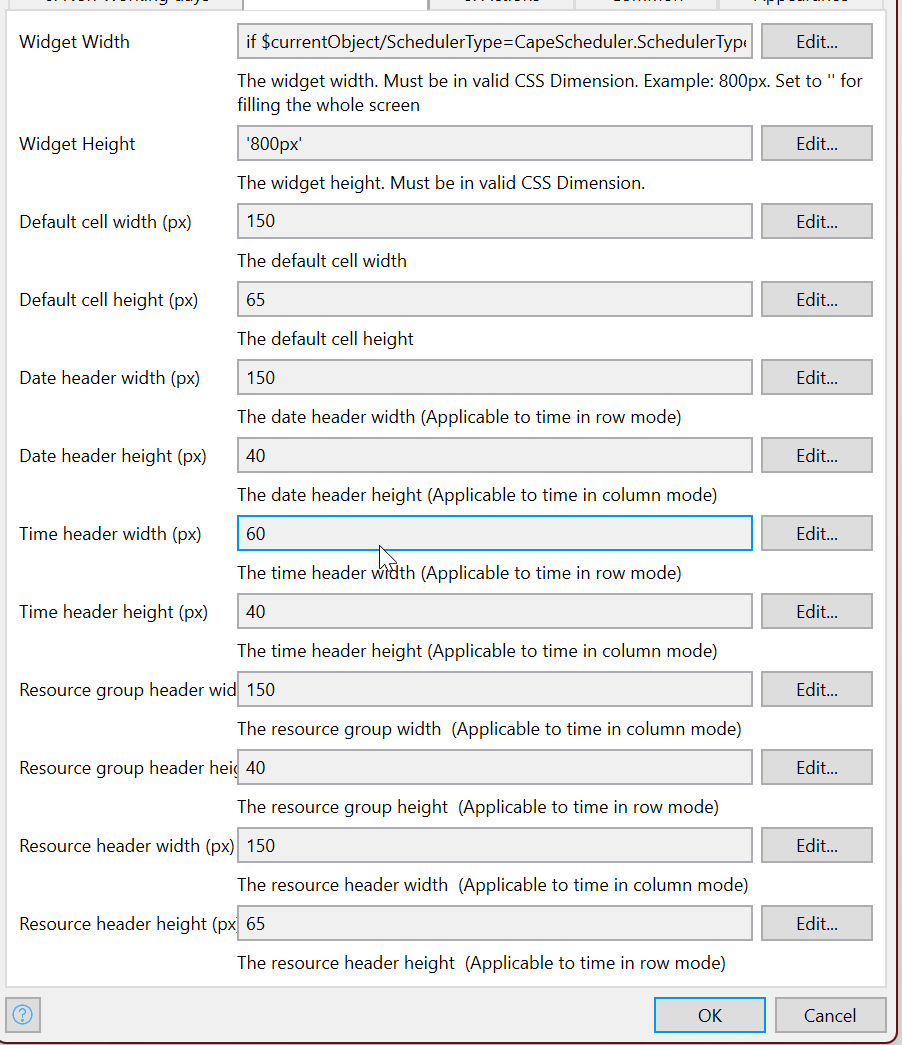 Widget Width
if $currentObject/SchedulerType=CapeScheduler.SchedulerType
Edit...
The widget width. Must be in valid CSS Dimension. Example: 800px. Set to '' for
filling the whole screen
Widget Height
'800px'
Edit...
The widget height. Must be in valid CSS Dimension.
Default cell width (px)
150
Edit...
The default cell width
Default cell height (px)
65
Edit...
The default cell height
Date header width (px)
150
Edit...
The date header width (Applicable to time in row mode)
Date header height (px)
40
Edit...
The date header height (Applicable to time in column mode)
Time header width (px)
60
Edit...
The time header width (Applicable to time in row mode)
Time header height (px)
40
Edit...
The time header height (Applicable to time in column mode)
Resource group header wid
150
Edit...
The resource group width (Applicable to time in column mode)
Resource group header heig
40
Edit...
The resource group height (Applicable to time in row mode)
Resource header width (px)
150
Edit...
The resource header width (Applicable to time in column mode)
Resource header height (px
65
Edit...
The resource header height (Applicable to time in row mode)
?
OK
Cancel